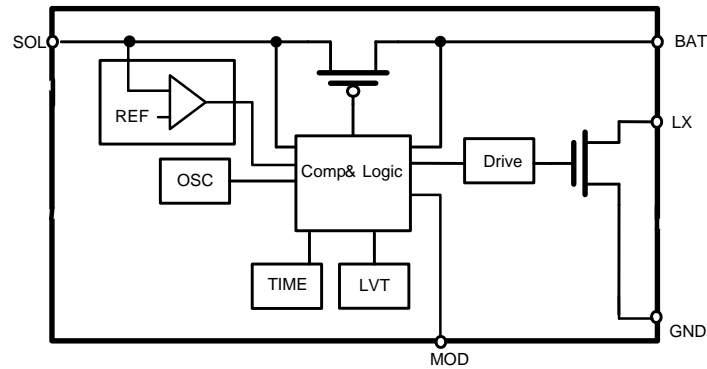 SOL
BAT
LX
REF
Comp& Logic
Drive
OSC
TIME
LVT
GND
MOD